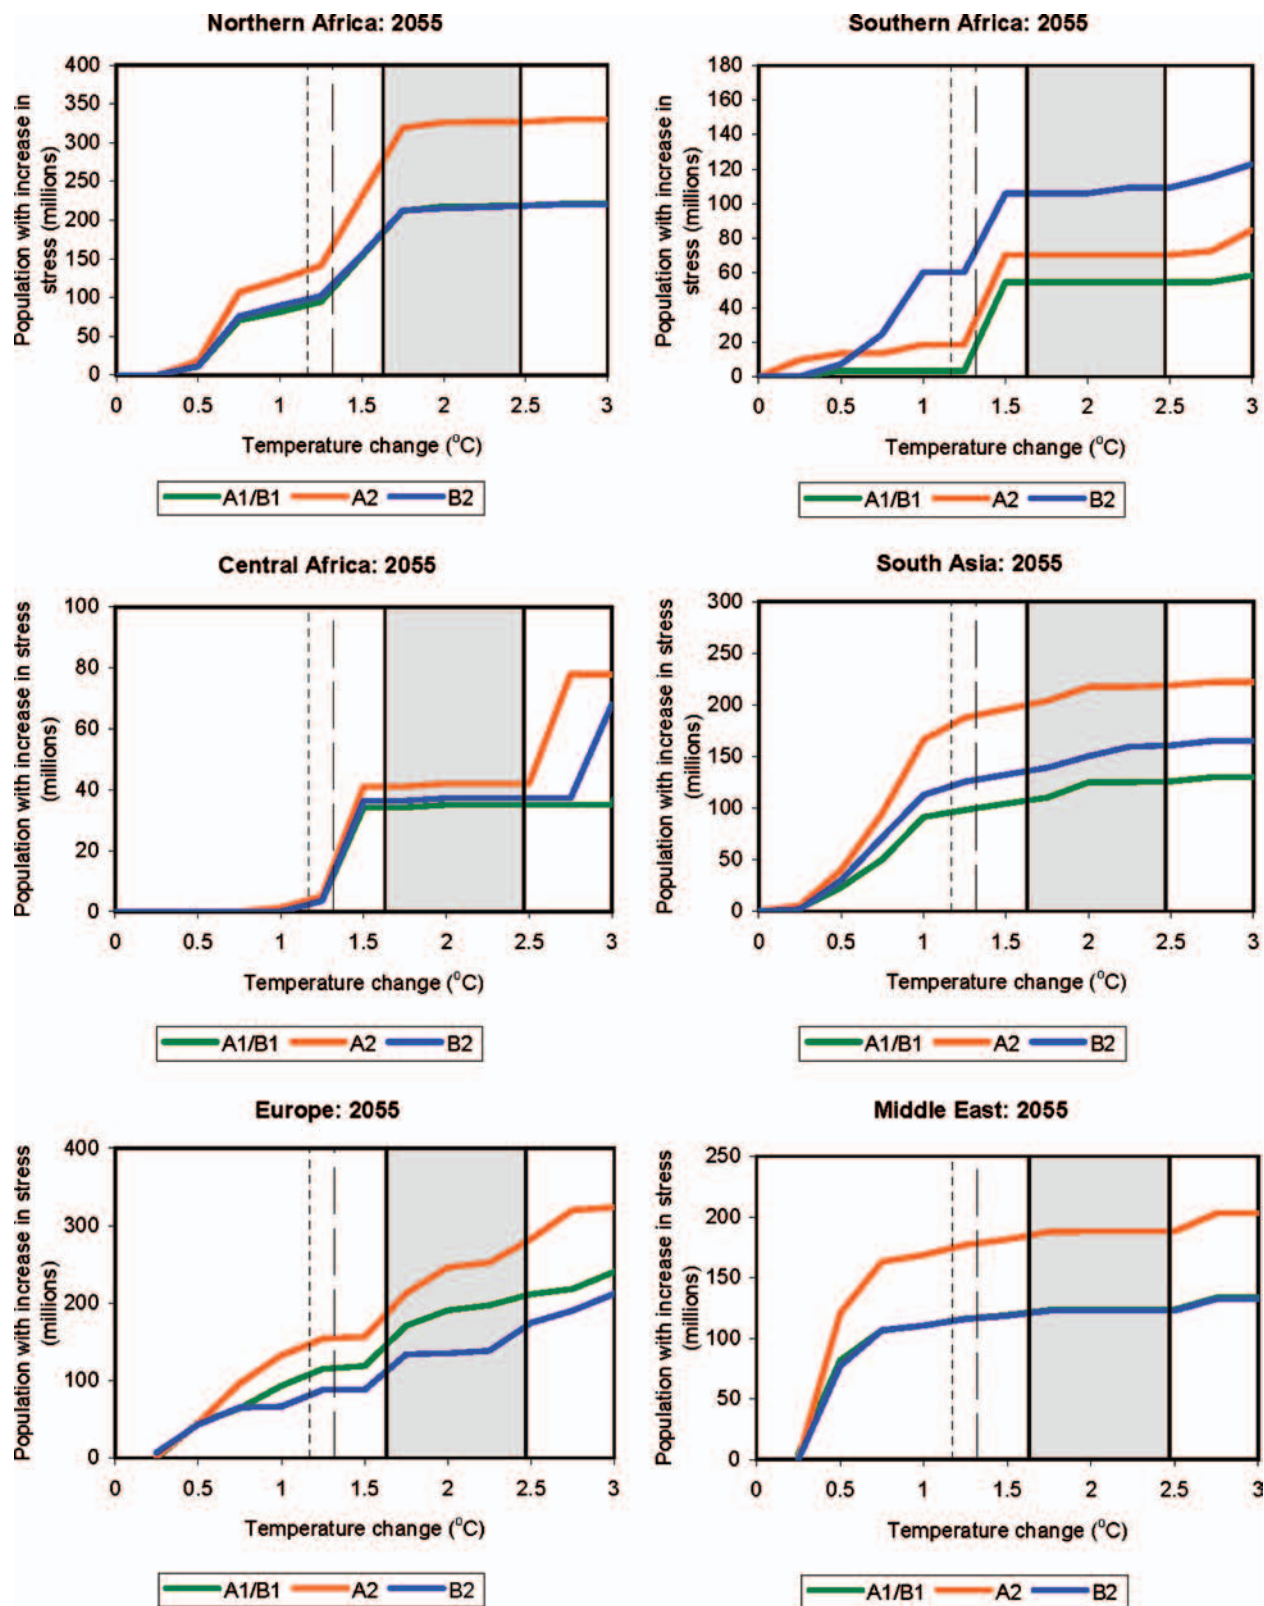 Northern Africa: 2055
Population with increase in
stress (millions)
400
350
300
250
200
150
100
50
0
0 0.5 1 1.5 2 2.5 3
Temperature change (°C)
A1/B1 A2 B2
Southern Africa: 2055
Population with increase in
stress (millions)
180
160
140
120
100
80
60
40
20
0
0 0.5 1 1.5 2 2.5 3
Temperature change (°C)
A1/B1 A2 B2
Central Africa: 2055
Population with increase in stress
(millions)
100
80
60
40
20
0
0 0.5 1 1.5 2 2.5 3
Temperature change (°C)
A1/B1 A2 B2
South Asia: 2055
Population with increase in stress
(millions)
300
250
200
150
100
50
0
0 0.5 1 1.5 2 2.5 3
Temperature change (°C)
A1/B1 A2 B2
Europe: 2055
Population with increase in stress
(millions)
400
300
200
100
0
0 0.5 1 1.5 2 2.5 3
Temperature change (°C)
A1/B1 A2 B2
Middle East: 2055
Population with increase in stress
(millions)
250
200
150
100
50
0
0 0.5 1 1.5 2 2.5 3
Temperature change (°C)
A1/B1 A2 B2